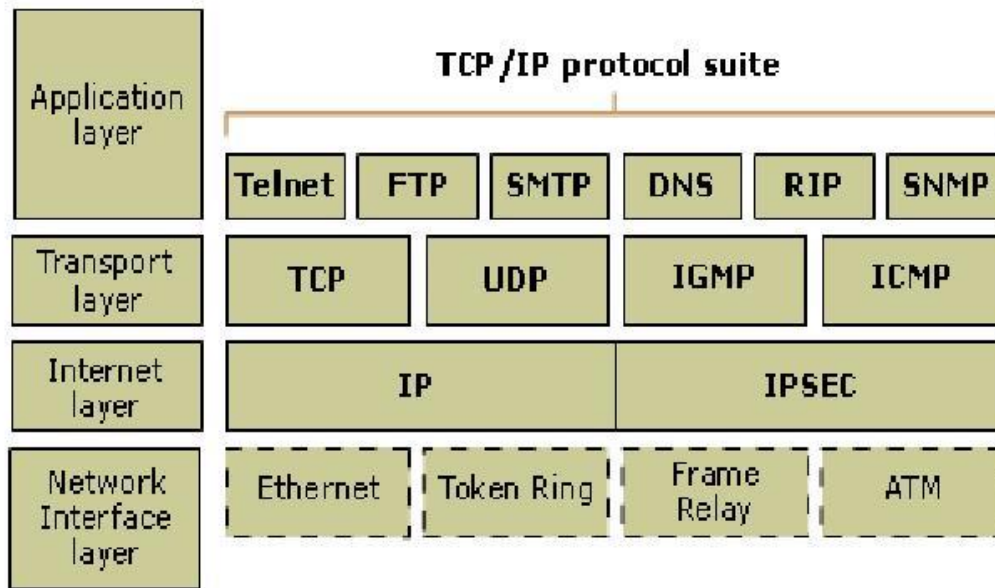 TCP/IP protocol suite
Application
layer
Telnet FTP SMTP DNS RIP SNMP
Transport
layer
TCP UDP IGMP ICMP
Internet
layer
IP IPSEC
Network
Interface
layer
Ethernet Token Ring Frame
Relay ATM